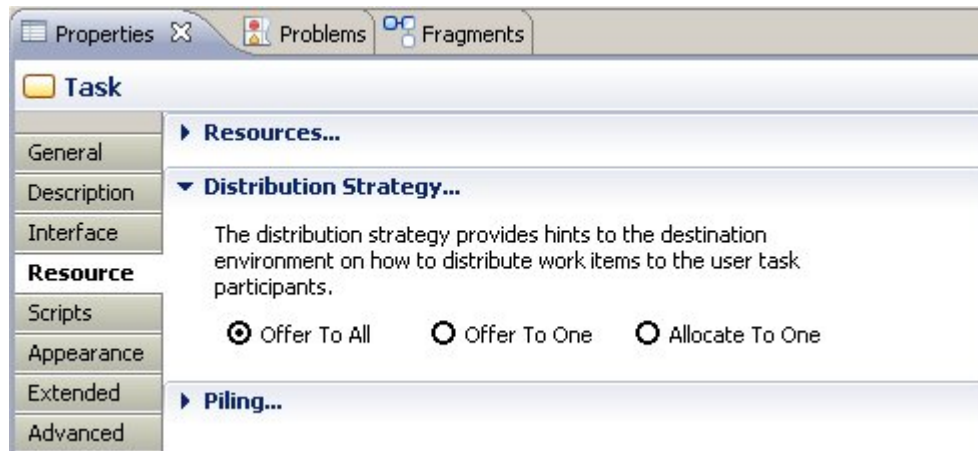 Properties Problems Fragments
Task
General
Description
Interface
Resource
Scripts
Appearance
Extended
Advanced
Resources...
Distribution Strategy...
The distribution strategy provides hints to the destination
environment on how to distribute work items to the user task
participants.
Offer To All Offer To One Allocate To One
Piling...